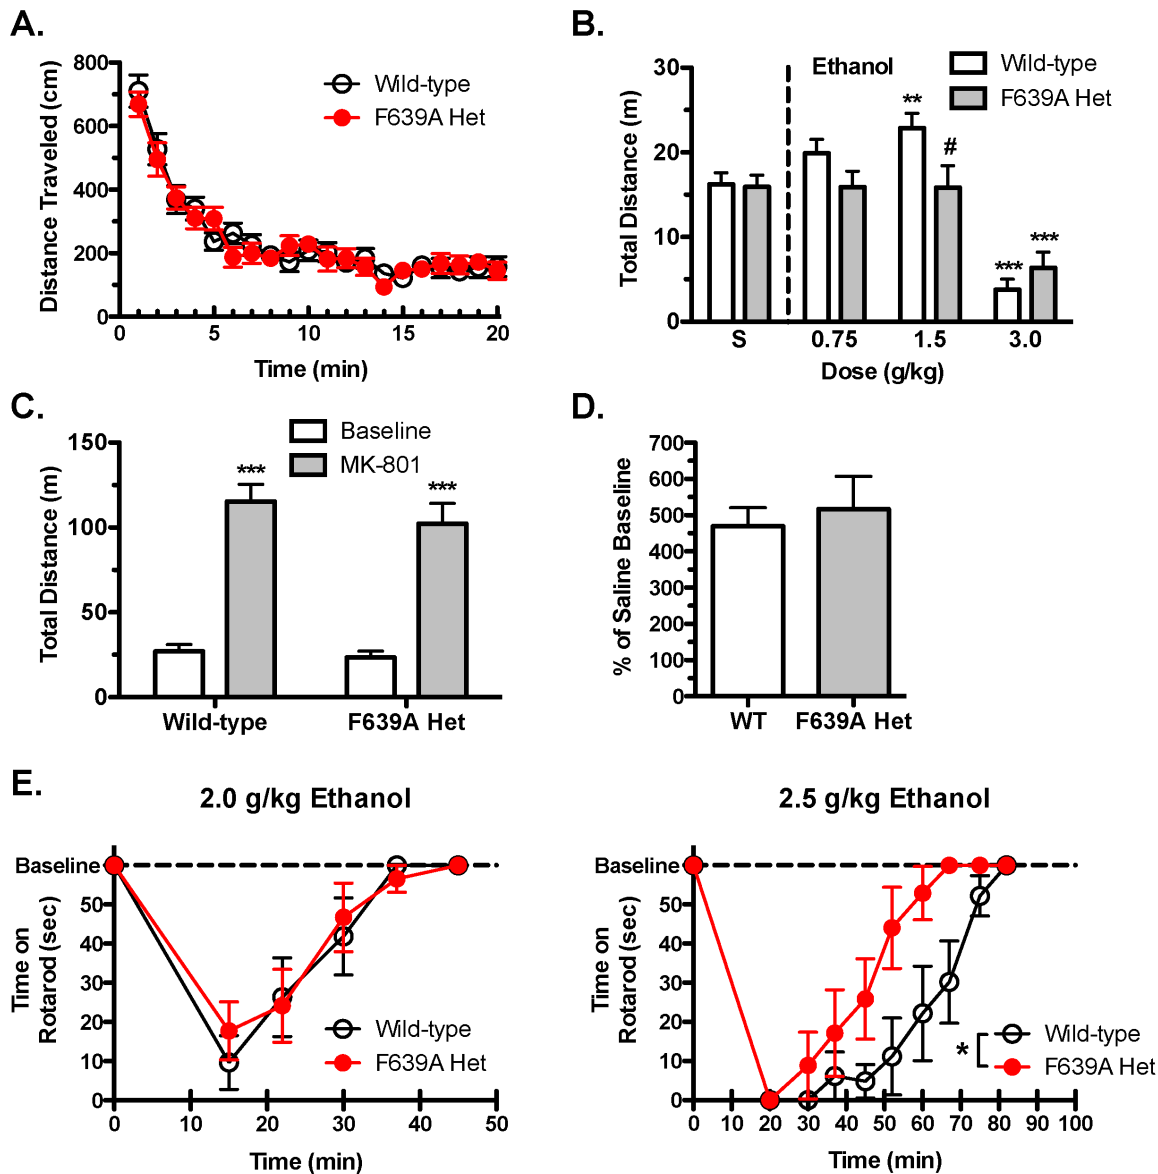 A.
800
600
400
200
0
Distance Traveled (cm)
0 5 10 15 20
Time (min)
Wild-type
F639A Het
B.
30
20
10
0
Total Distance (m)
Ethanol
Wild-type
F639A Het
**
#
***
***
S 0.75 1.5 3.0
Dose (g/kg)
C.
150
100
50
0
Total Distance (m)
Baseline
MK-801
***
***
Wild-type F639A Het
D.
700
600
500
400
300
200
100
0
% of Saline Baseline
WT F639A Het
E.
2.0 g/kg Ethanol
Baseline
50
40
30
20
10
0
Time on
Rotarod (sec)
Wild-type
F639A Het
0 10 20 30 40 50
Time (min)
2.5 g/kg Ethanol
Baseline
50
40
30
20
10
0
Time on
Rotarod (sec)
*
Wild-type
F639A Het
0 20 30 40 50 60 70 80 90 100
Time (min)